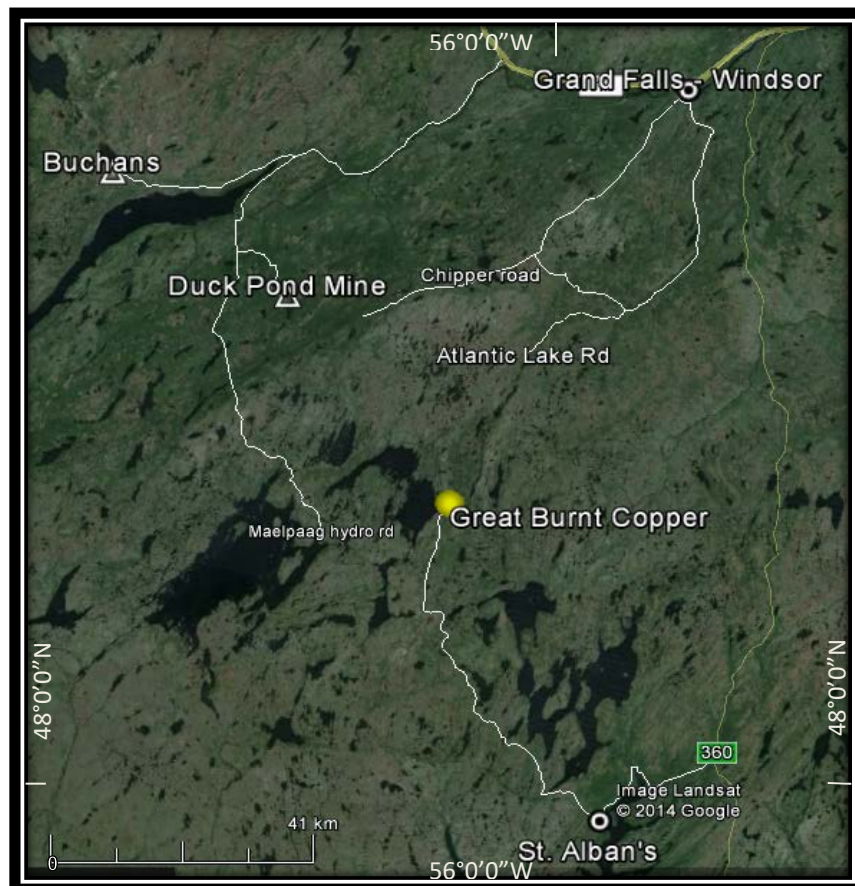 56°0'0"W
Grand Falls - Windsor
Buchans
Chipper road
Duck Pond Mine
Atlantic Lake Rd
Great Burnt Copper
Maelpaag hydro rd
48°0'0"N
48°0'0"N
360
Image Landsat
© 2014 Google
41 km
0
St. Alban's
56°0'0"W